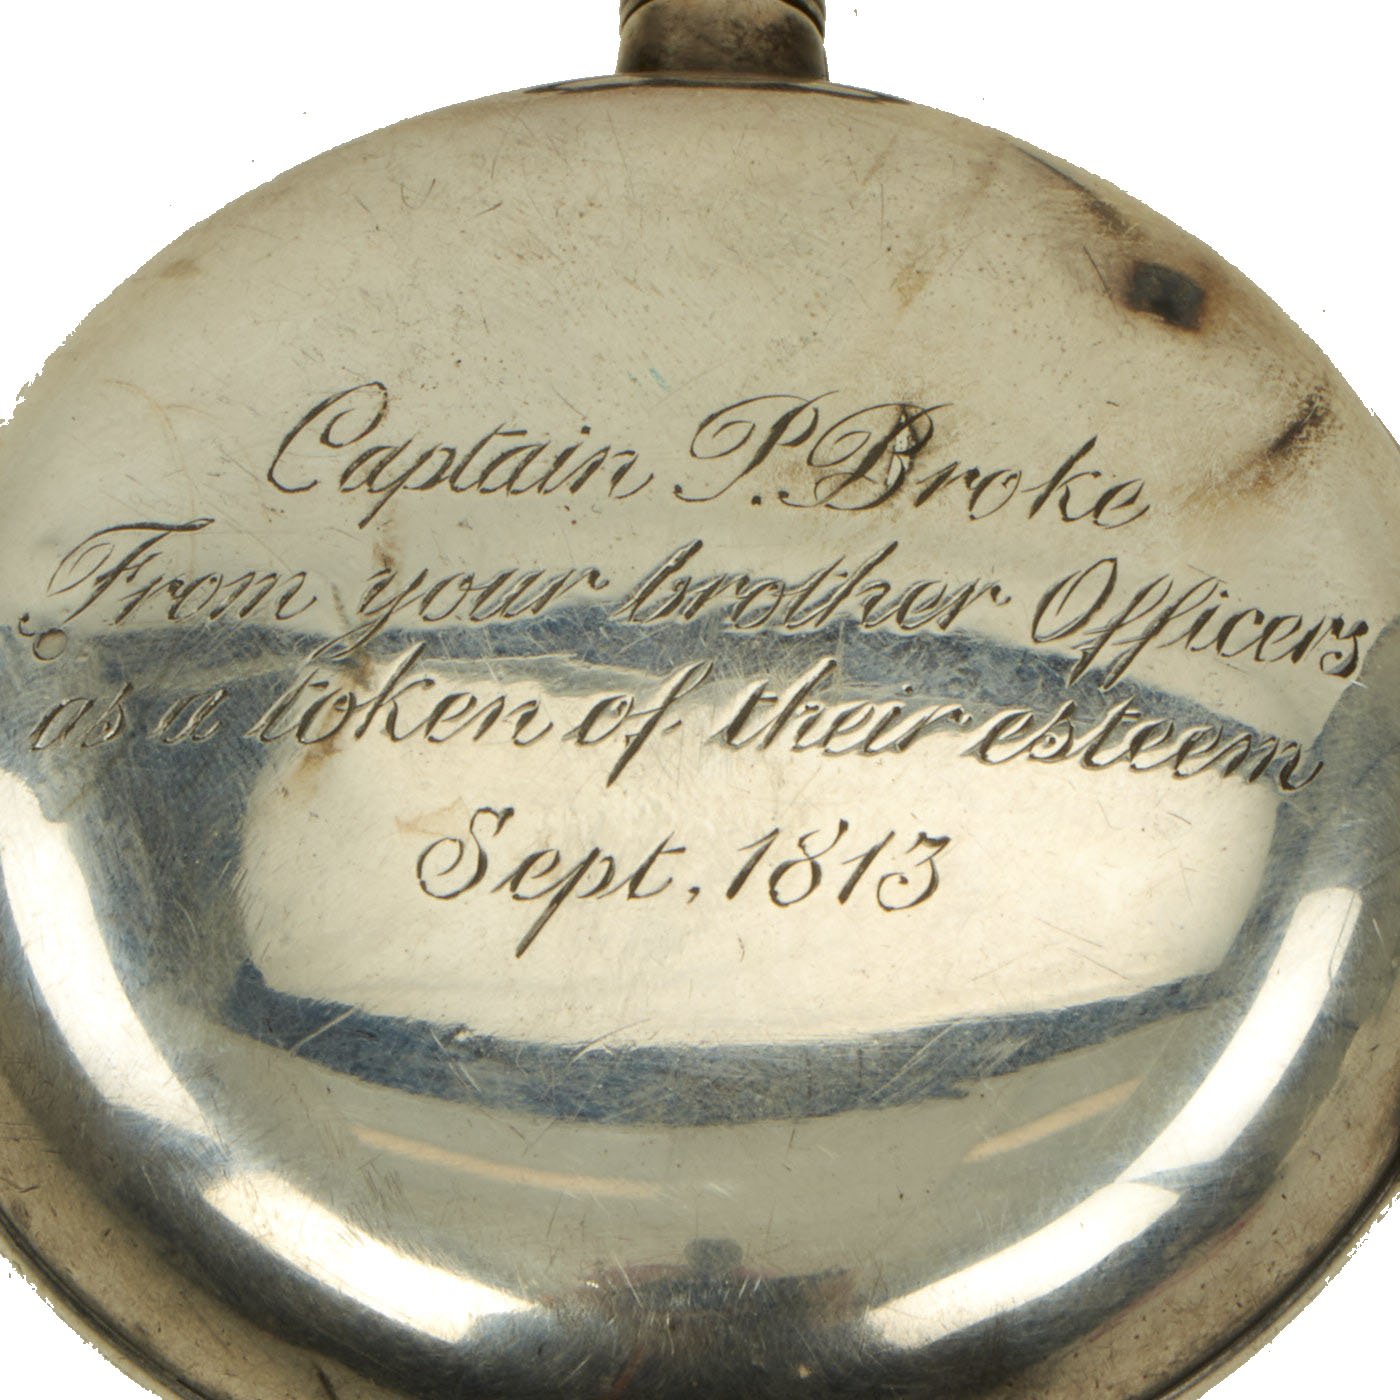 Captain P. Broke
From your brother Officers
as a token of their esteem
Sept, 1813